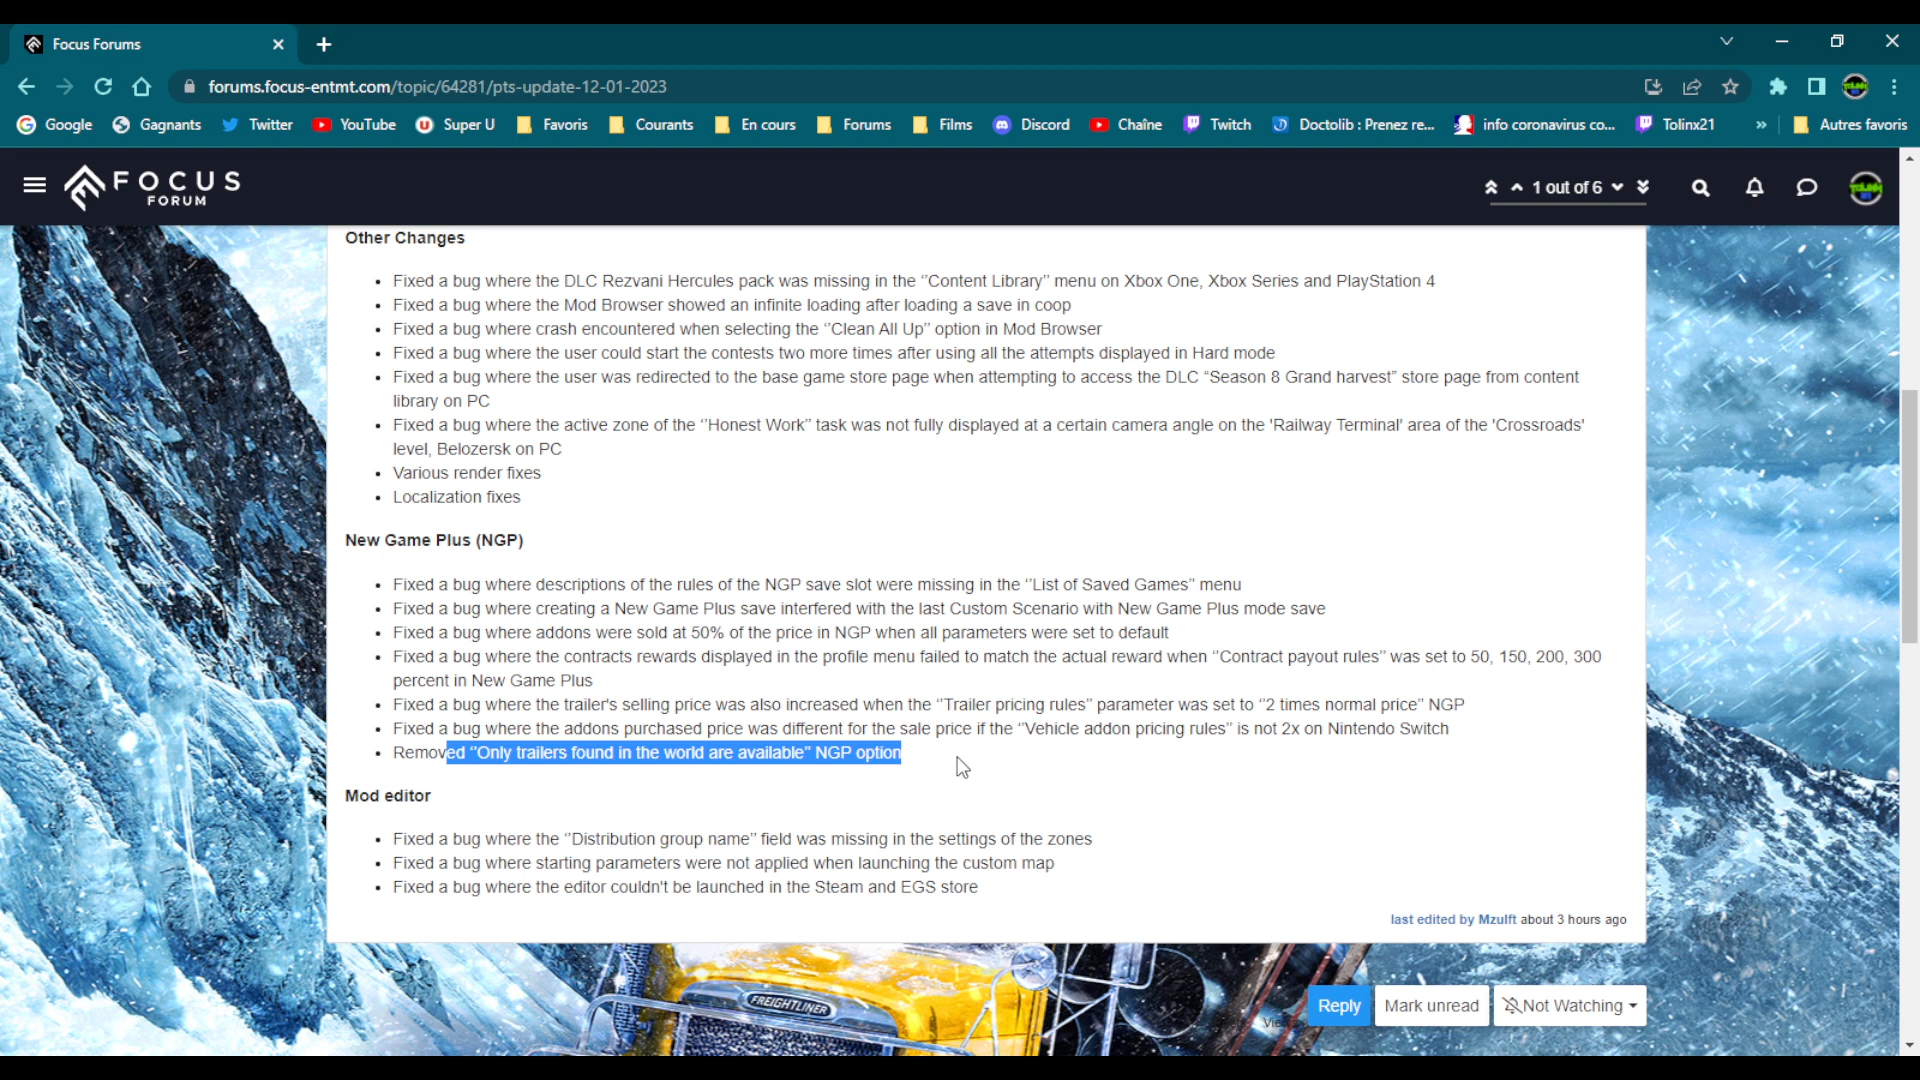 Focus Forums
forums.focus-entmt.com/topic/64281/pts-update-12-01-2023
Google Gagnants Twitter YouTube Super U Favoris Courants En cours Forums Films Discord Chaîne Twitch Doctolib : Prenez re... info coronavirus co... Tolinx21 » Autres favoris
FOCUS
FORUM
1 out of 6
Other Changes
• Fixed a bug where the DLC Rezvani Hercules pack was missing in the “Content Library” menu on Xbox One, Xbox Series and PlayStation 4
• Fixed a bug where the Mod Browser showed an infinite loading after loading a save in coop
• Fixed a bug where crash encountered when selecting the “Clean All Up” option in Mod Browser
• Fixed a bug where the user could start the contests two more times after using all the attempts displayed in Hard mode
• Fixed a bug where the user was redirected to the base game store page when attempting to access the DLC “Season 8 Grand harvest” store page from content
library on PC
• Fixed a bug where the active zone of the “Honest Work” task was not fully displayed at a certain camera angle on the 'Railway Terminal' area of the 'Crossroads'
level, Belozersk on PC
• Various render fixes
• Localization fixes
New Game Plus (NGP)
• Fixed a bug where descriptions of the rules of the NGP save slot were missing in the “List of Saved Games” menu
• Fixed a bug where creating a New Game Plus save interfered with the last Custom Scenario with New Game Plus mode save
• Fixed a bug where addons were sold at 50% of the price in NGP when all parameters were set to default
• Fixed a bug where the contracts rewards displayed in the profile menu failed to match the actual reward when “Contract payout rules” was set to 50, 150, 200, 300
percent in New Game Plus
• Fixed a bug where the trailer's selling price was also increased when the “Trailer pricing rules” parameter was set to “2 times normal price” NGP
• Fixed a bug where the addons purchased price was different for the sale price if the “Vehicle addon pricing rules” is not 2x on Nintendo Switch
• Removed “Only trailers found in the world are available” NGP option
Mod editor
• Fixed a bug where the “Distribution group name” field was missing in the settings of the zones
• Fixed a bug where starting parameters were not applied when launching the custom map
• Fixed a bug where the editor couldn't be launched in the Steam and EGS store
last edited by Mzulft about 3 hours ago
FREIGHTLINER
Reply Mark unread Not Watching